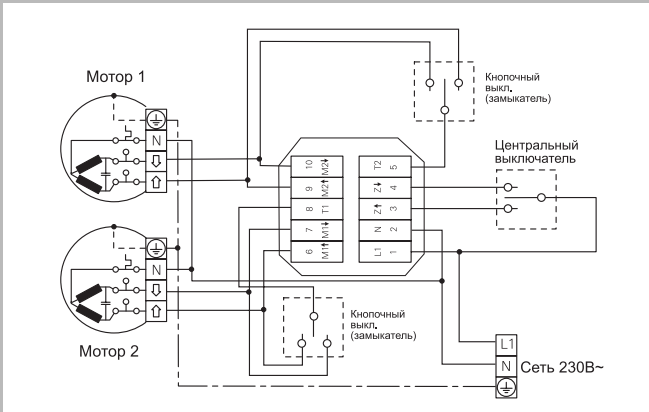 Мотор 1
N
Кнопочный
выкл.
(замыкатель)
Центральный
выключатель
10 M2↓
9 M2↑
8 T1
7 M1↓
6 M1↑
T2 5
Z↓ 4
Z↑ 3
N 2
L1 1
N
Мотор 2
Кнопочный
выкл.
(замыкатель)
L1
N
Сеть 230В~